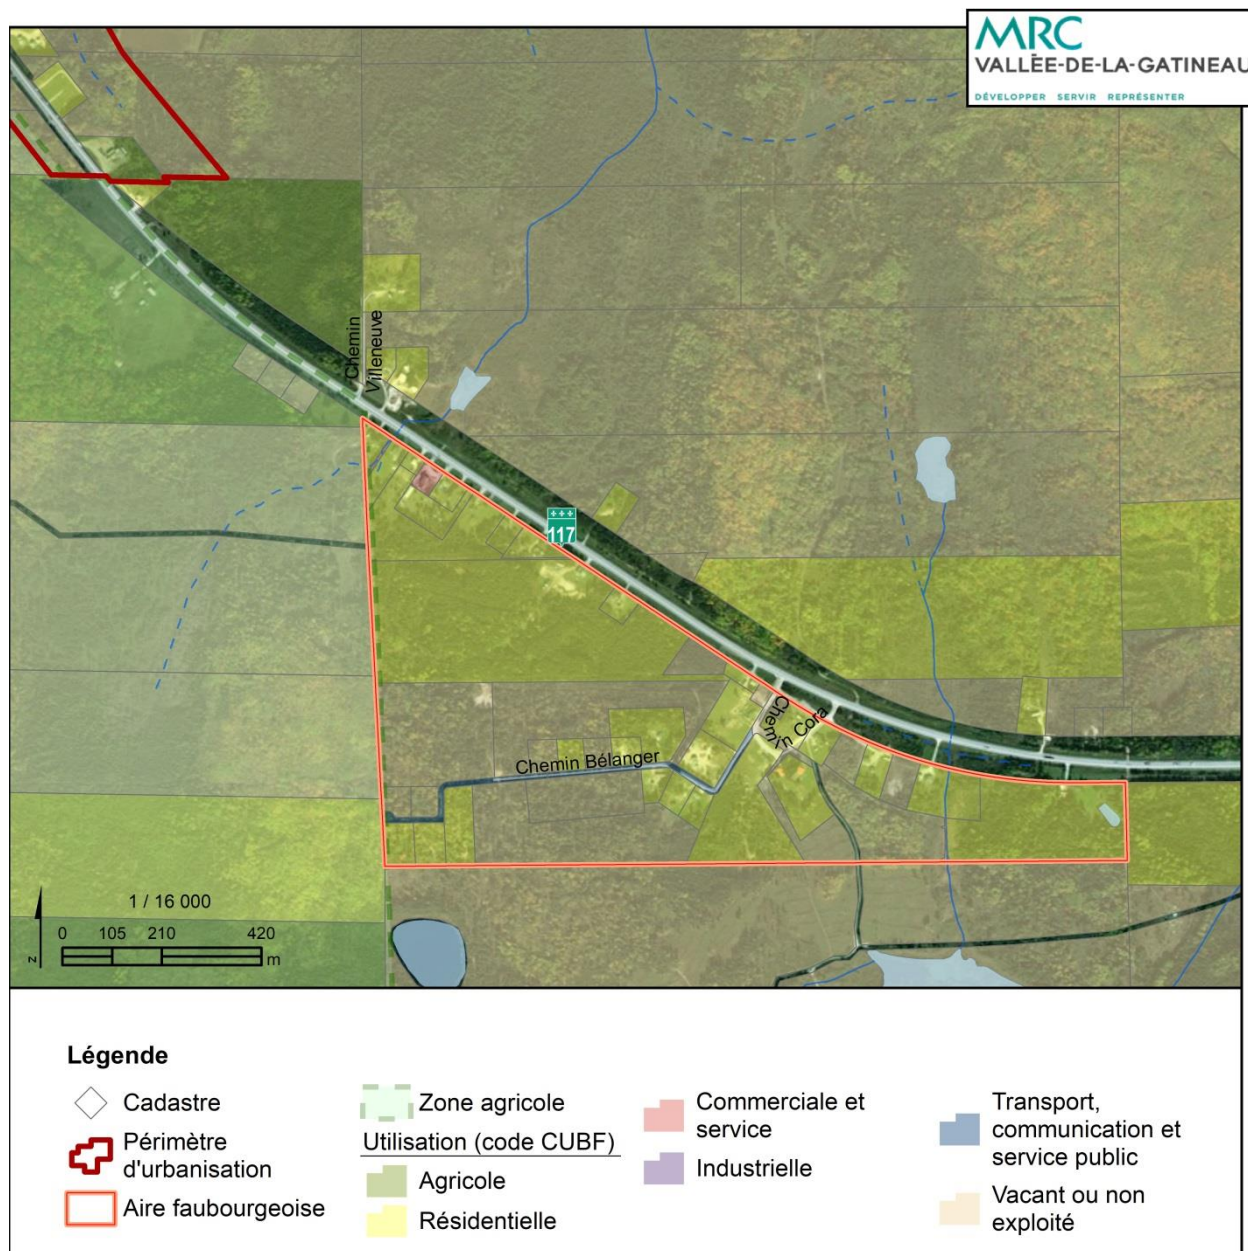 MRC
VALLÉE-DE-LA-GATINEAU
DÉVELOPPER SERVIR REPRÉSENTER
Chemin
Villeneuve
117
Chemin Cora
Chemin Bélanger
1 / 16 000
0 105 210 420
m
z
Légende
Cadastre
Périmètre
d'urbanisation
Aire faubourgeoise
Zone agricole
Utilisation (code CUBF)
Agricole
Résidentielle
Commerciale et
service
Industrielle
Transport,
communication et
service public
Vacant ou non
exploité